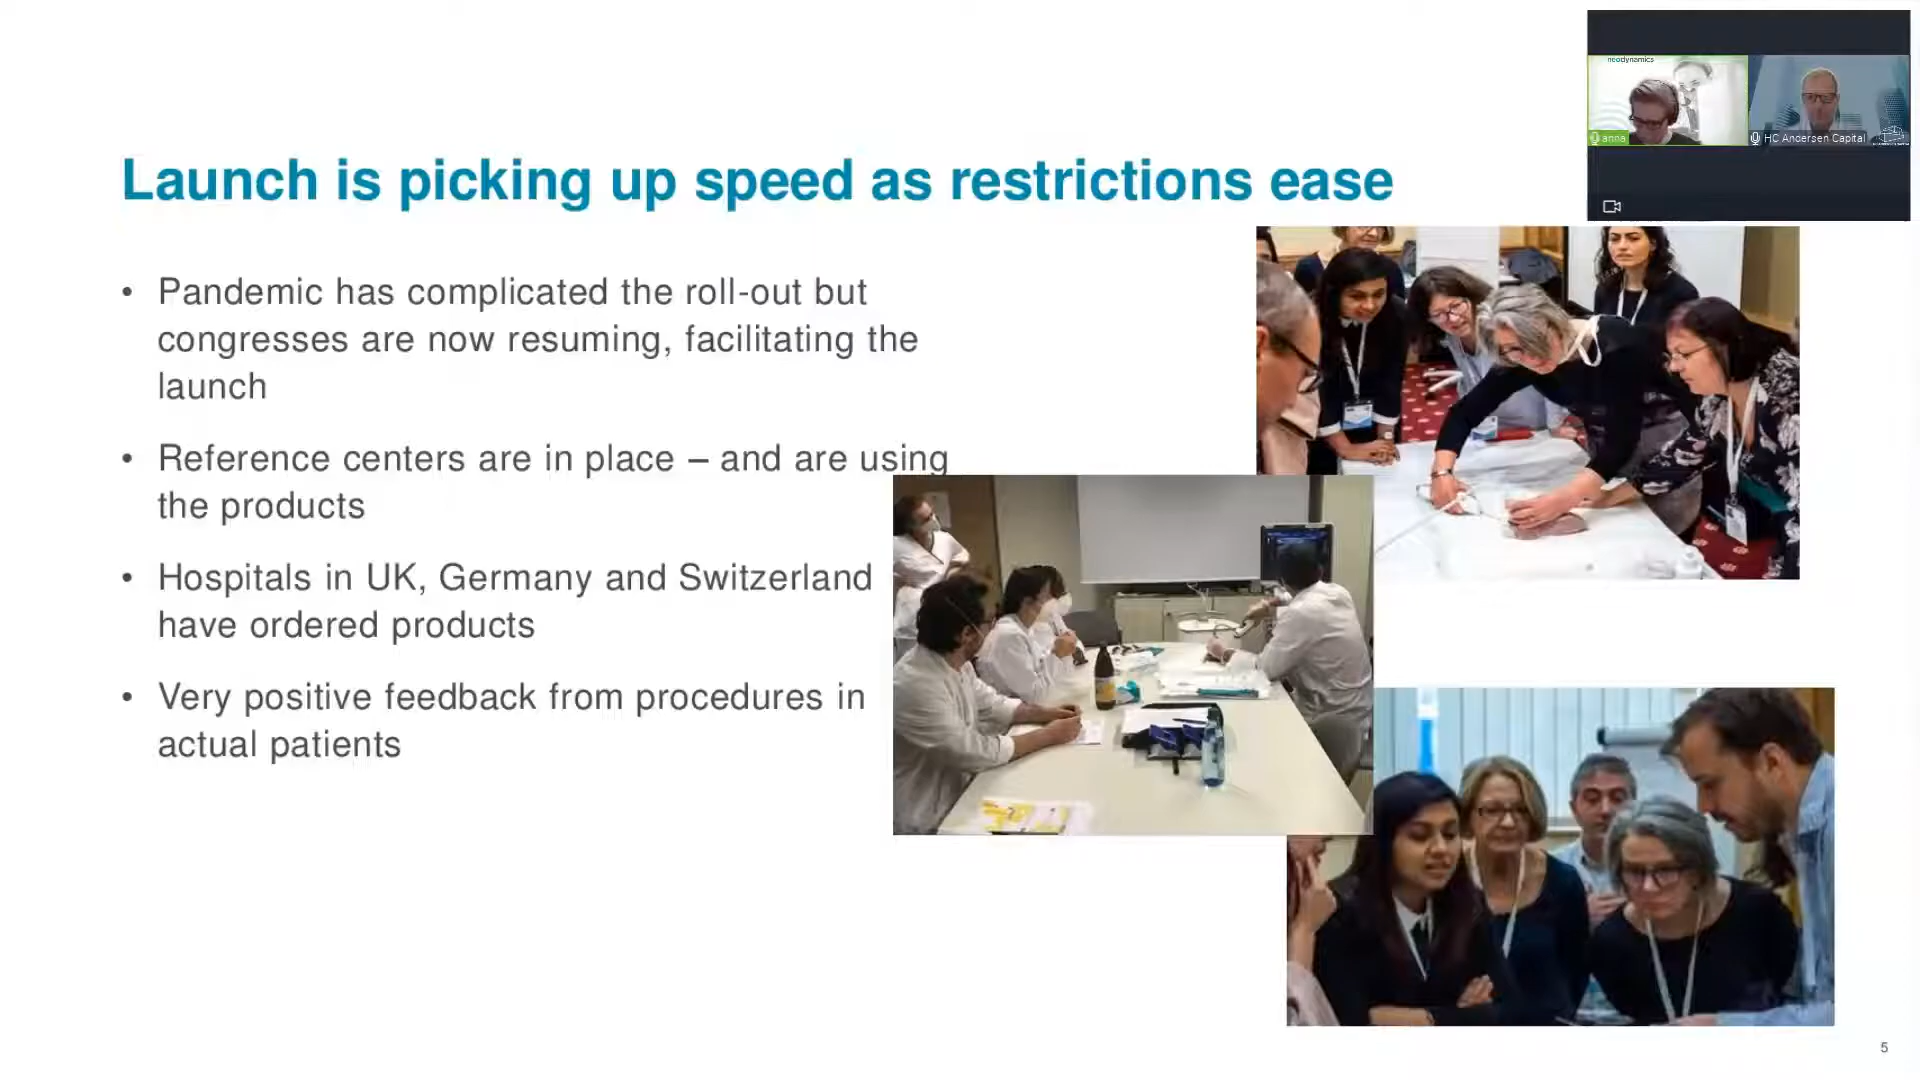 neodynamics
anna
HC Andersen Capital
Launch is picking up speed as restrictions ease
• Pandemic has complicated the roll-out but
congresses are now resuming, facilitating the
launch
• Reference centers are in place – and are using
the products
• Hospitals in UK, Germany and Switzerland
have ordered products
• Very positive feedback from procedures in
actual patients
5